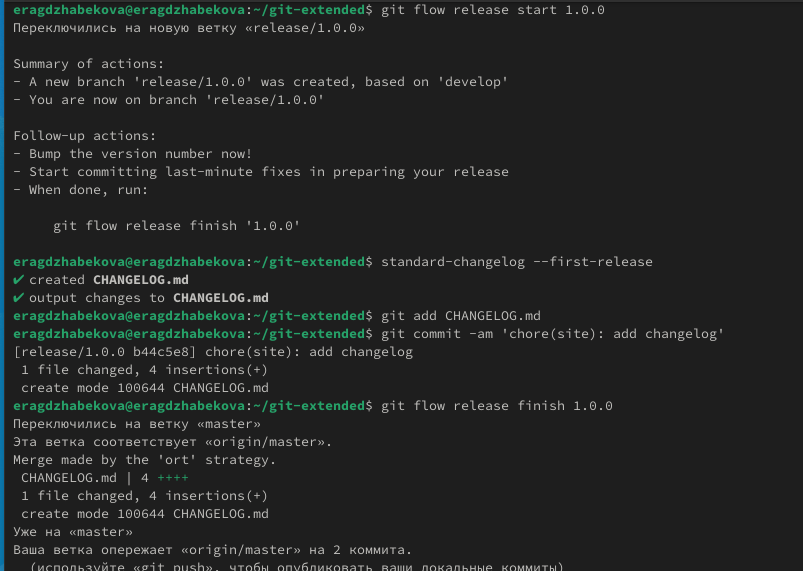 eragdzhabekova@eragdzhabekova:~/git-extended$ git flow release start 1.0.0
Переключились на новую ветку «release/1.0.0»
Summary of actions:
- A new branch 'release/1.0.0' was created, based on 'develop'
- You are now on branch 'release/1.0.0'
Follow-up actions:
- Bump the version number now!
- Start committing last-minute fixes in preparing your release
- When done, run:
git flow release finish '1.0.0'
eragdzhabekova@eragdzhabekova:~/git-extended$ standard-changelog --first-release
✔ created CHANGELOG.md
✔ output changes to CHANGELOG.md
eragdzhabekova@eragdzhabekova:~/git-extended$ git add CHANGELOG.md
eragdzhabekova@eragdzhabekova:~/git-extended$ git commit -am 'chore(site): add changelog'
[release/1.0.0 b44c5e8] chore(site): add changelog
1 file changed, 4 insertions(+)
create mode 100644 CHANGELOG.md
eragdzhabekova@eragdzhabekova:~/git-extended$ git flow release finish 1.0.0
Переключились на ветку «master»
Эта ветка соответствует «origin/master».
Merge made by the 'ort' strategy.
CHANGELOG.md | 4 ++++
1 file changed, 4 insertions(+)
create mode 100644 CHANGELOG.md
Уже на «master»
Ваша ветка опережает «origin/master» на 2 коммита.
(используйте «git push», чтобы опубликовать ваши локальные коммиты)